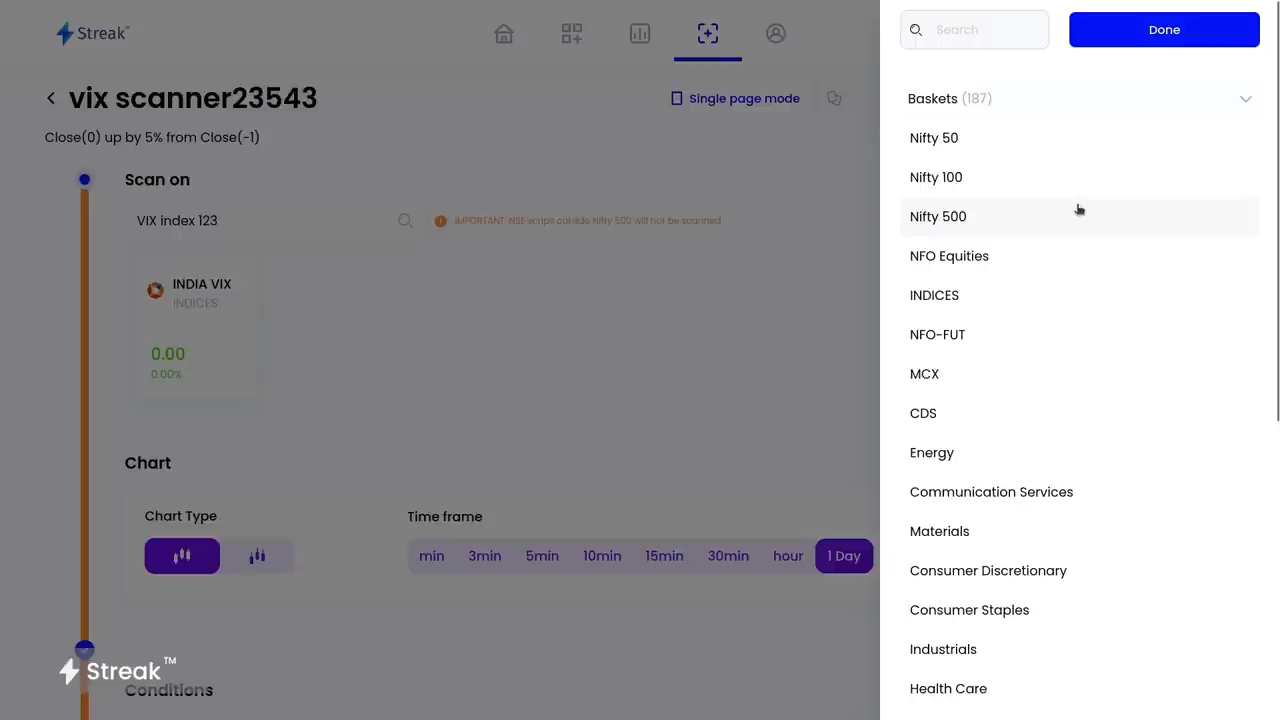 Streak™
vix scanner23543
Single page mode
Close(0) up by 5% from Close(-1)
Scan on
VIX index 123
IMPORTANT: NSE scripts outside Nifty 500 will not be scanned
INDIA VIX
INDICES
0.00
0.00%
Chart
Chart Type
Time frame
min 3min 5min 10min 15min 30min hour 1 Day
Streak™
Conditions
Search
Done
Baskets (187)
Nifty 50
Nifty 100
Nifty 500
NFO Equities
INDICES
NFO-FUT
MCX
CDS
Energy
Communication Services
Materials
Consumer Discretionary
Consumer Staples
Industrials
Health Care